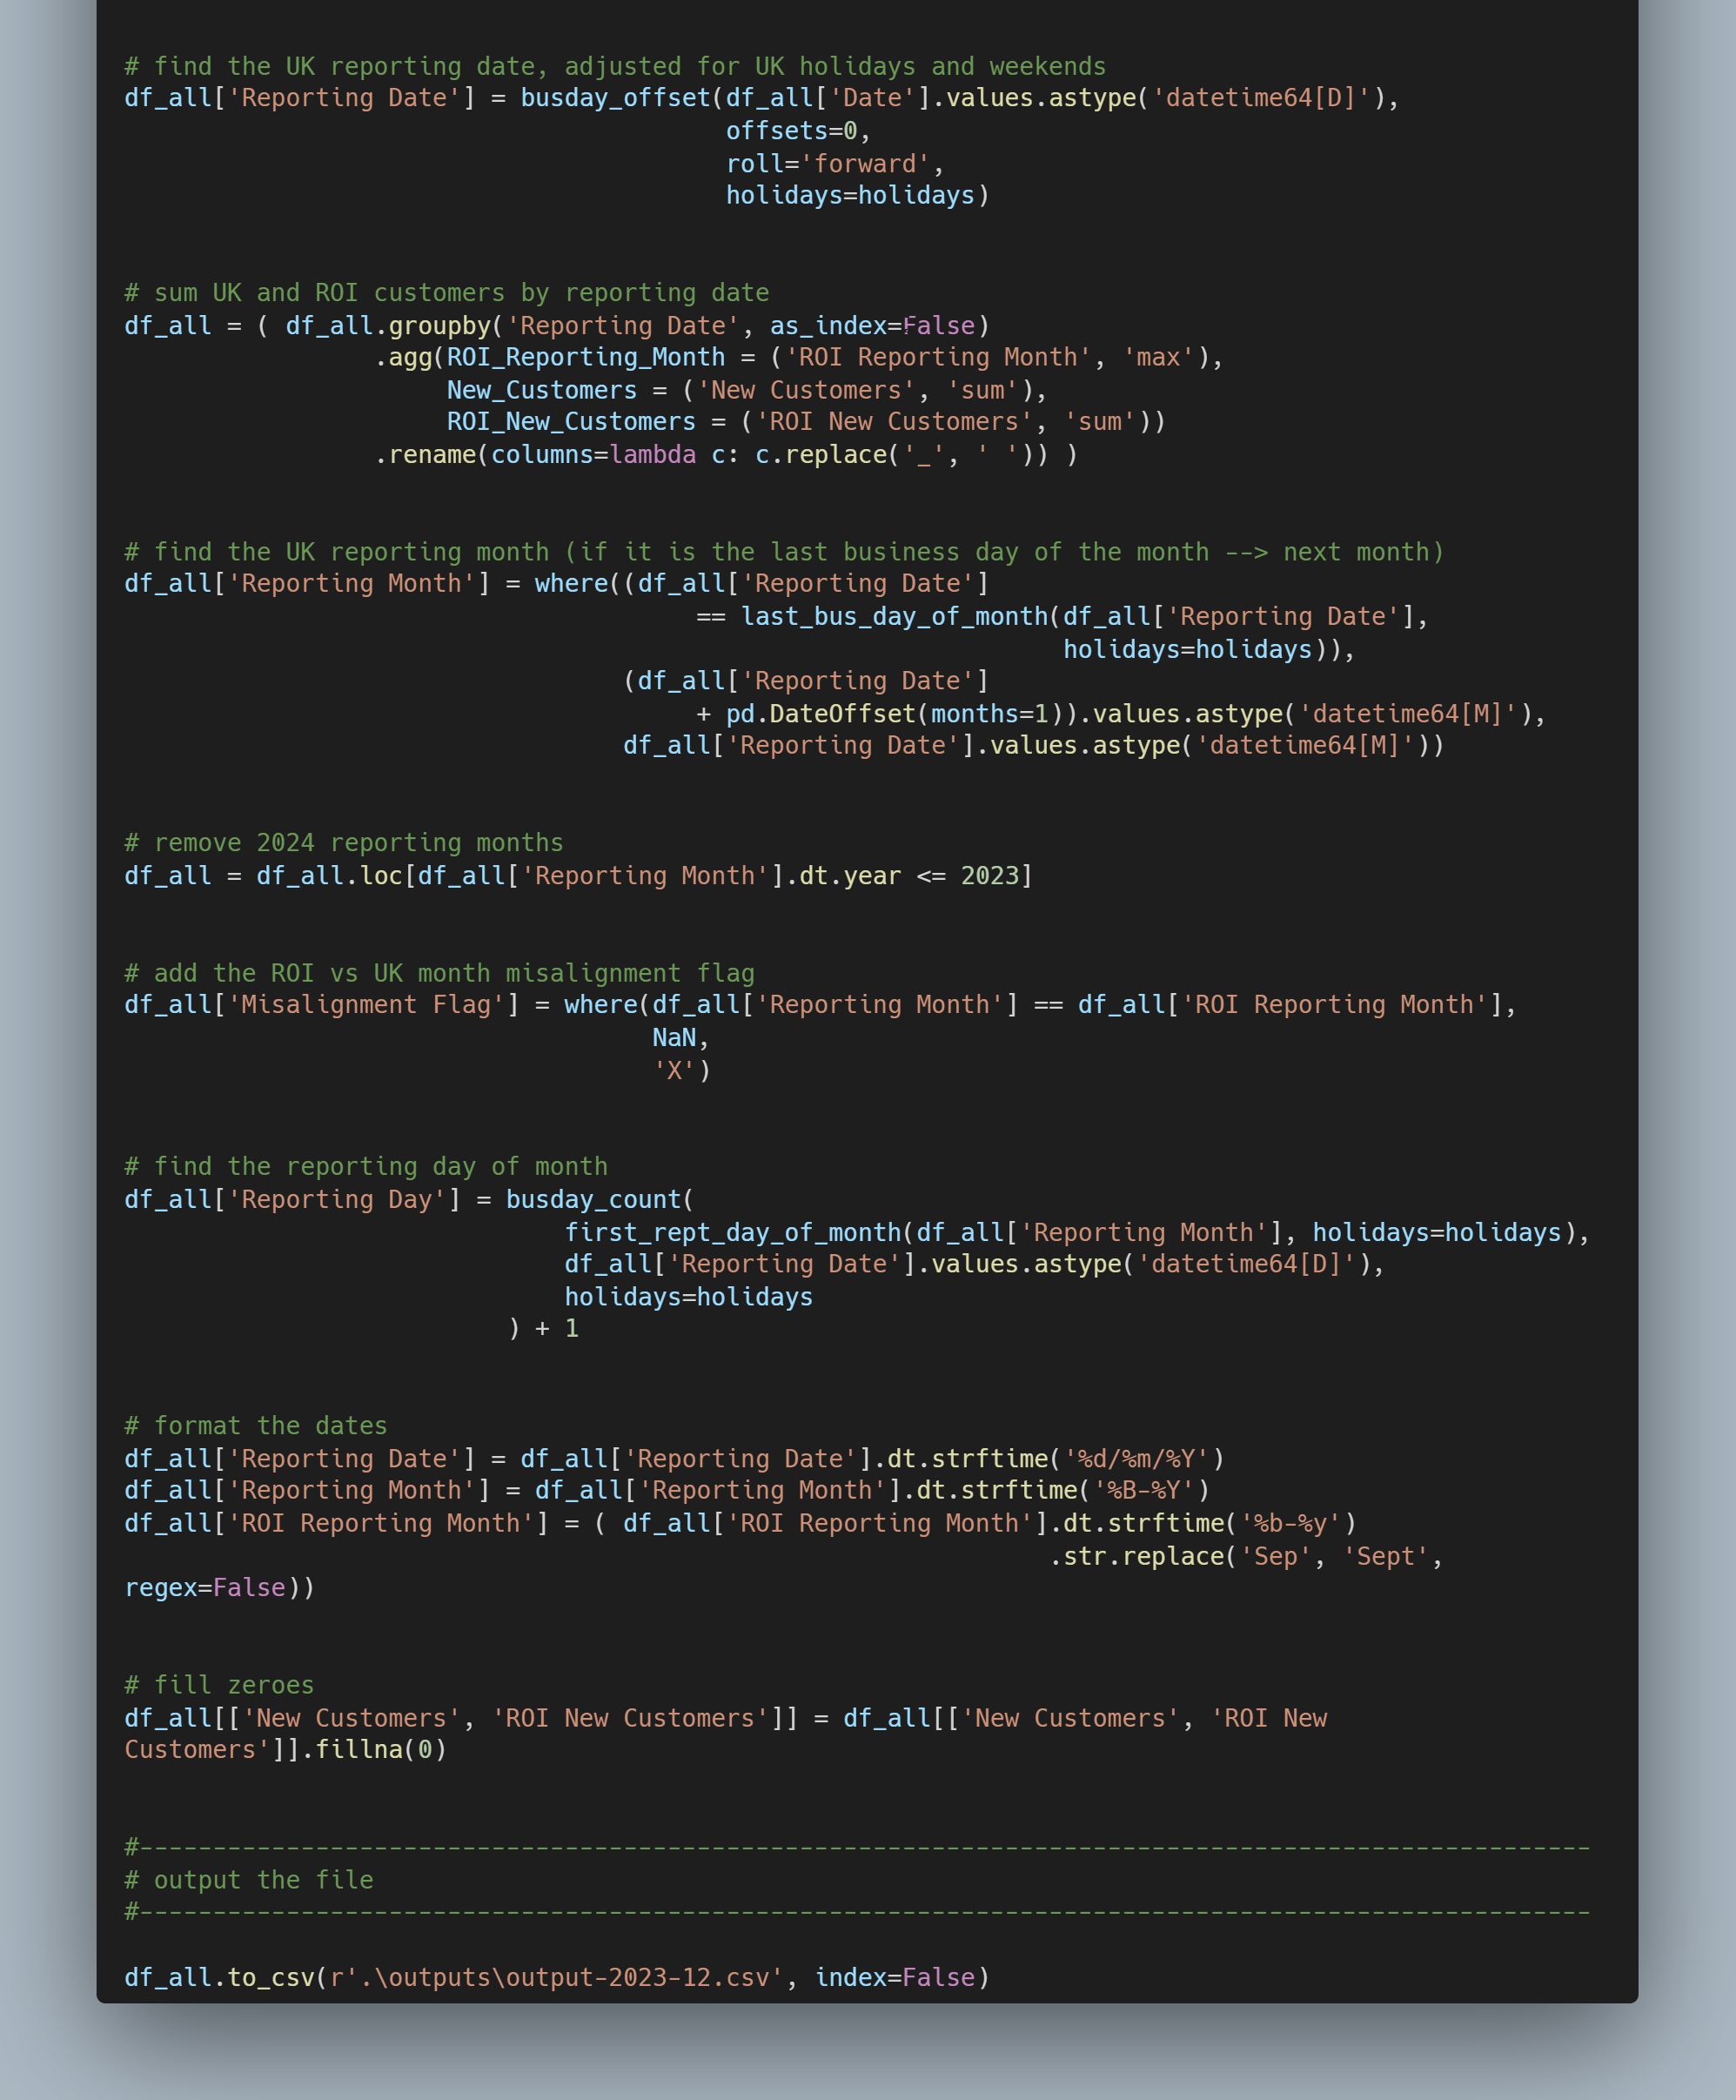 # find the UK reporting date, adjusted for UK holidays and weekends
df_all['Reporting Date'] = busday_offset(df_all['Date'].values.astype('datetime64[D]'),
                                         offsets=0,
                                         roll='forward',
                                         holidays=holidays)
# sum UK and ROI customers by reporting date
df_all = ( df_all.groupby('Reporting Date', as_index=False)
                 .agg(ROI_Reporting_Month = ('ROI Reporting Month', 'max'),
                      New_Customers = ('New Customers', 'sum'),
                      ROI_New_Customers = ('ROI New Customers', 'sum'))
                 .rename(columns=lambda c: c.replace('_', ' ')) )
# find the UK reporting month (if it is the last business day of the month --> next month)
df_all['Reporting Month'] = where((df_all['Reporting Date']
                                       == last_bus_day_of_month(df_all['Reporting Date'],
                                                                holidays=holidays)),
                                  (df_all['Reporting Date']
                                       + pd.DateOffset(months=1)).values.astype('datetime64[M]'),
                                  df_all['Reporting Date'].values.astype('datetime64[M]'))
# remove 2024 reporting months
df_all = df_all.loc[df_all['Reporting Month'].dt.year <= 2023]
# add the ROI vs UK month misalignment flag
df_all['Misalignment Flag'] = where(df_all['Reporting Month'] == df_all['ROI Reporting Month'],
                                    NaN,
                                    'X')
# find the reporting day of month
df_all['Reporting Day'] = busday_count(
                              first_rept_day_of_month(df_all['Reporting Month'], holidays=holidays),
                              df_all['Reporting Date'].values.astype('datetime64[D]'),
                              holidays=holidays
                          ) + 1
# format the dates
df_all['Reporting Date'] = df_all['Reporting Date'].dt.strftime('%d/%m/%Y')
df_all['Reporting Month'] = df_all['Reporting Month'].dt.strftime('%B-%Y')
df_all['ROI Reporting Month'] = ( df_all['ROI Reporting Month'].dt.strftime('%b-%y')
                                                               .str.replace('Sep', 'Sept',
regex=False))
# fill zeroes
df_all[['New Customers', 'ROI New Customers']] = df_all[['New Customers', 'ROI New
Customers']].fillna(0)
#---------------------------------------------------------------------------------------------------
# output the file
#---------------------------------------------------------------------------------------------------
df_all.to_csv(r'.\outputs\output-2023-12.csv', index=False)